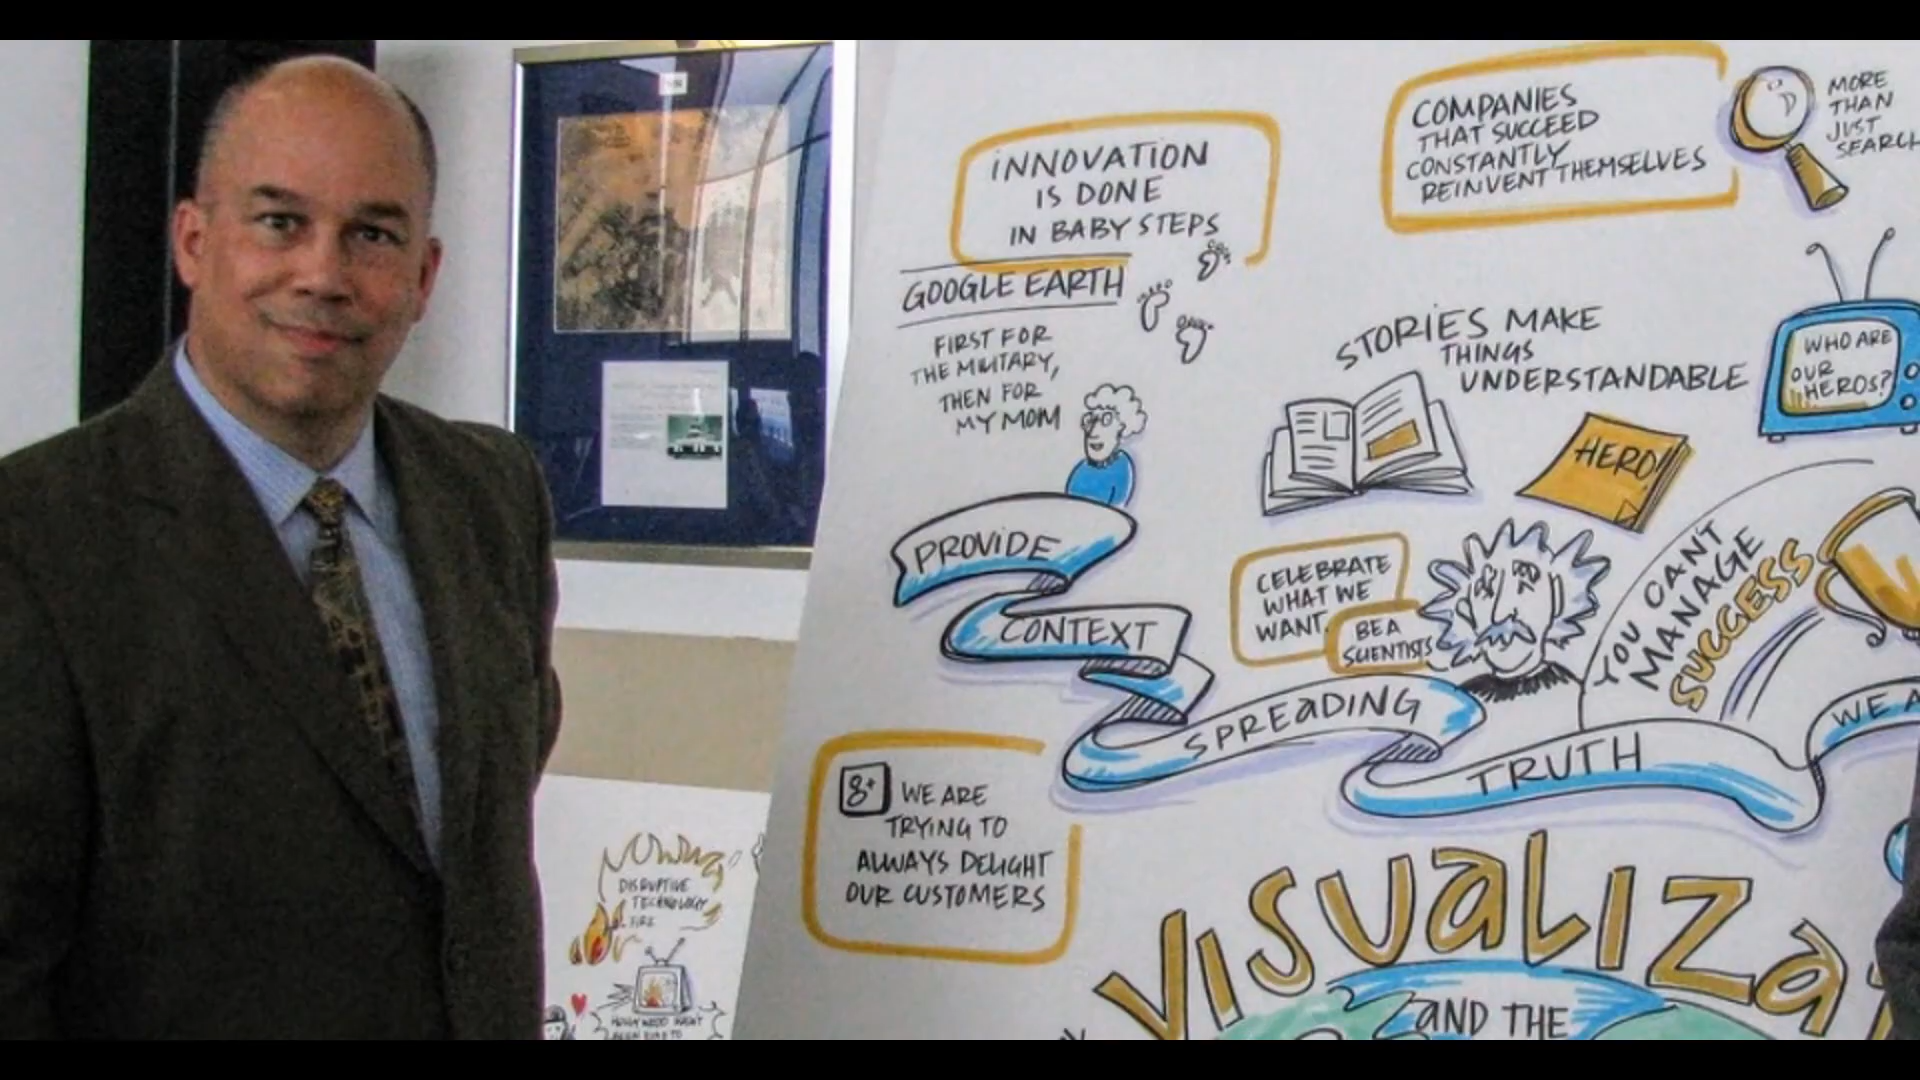 INNOVATION
IS DONE
IN BABY STEPS
GOOGLE EARTH
FIRST FOR
THE MILITARY,
THEN FOR
MY MOM
COMPANIES
THAT SUCCEED
CONSTANTLY
REINVENT THEMSELVES
MORE
THAN
JUST
SEARCH
STORIES MAKE
THINGS
UNDERSTANDABLE
WHO ARE
OUR
HEROS?
HERO!
PROVIDE
CONTEXT
SPREADING
TRUTH
WE A
CELEBRATE
WHAT WE
WANT.
BE A
SCIENTISTS
YOU CAN'T
MANAGE
SUCCESS
8+ WE ARE
TRYING TO
ALWAYS DELIGHT
OUR CUSTOMERS
VISUALIZA
AND THE
DISRUPTIVE
TECHNOLOGY
FIRE